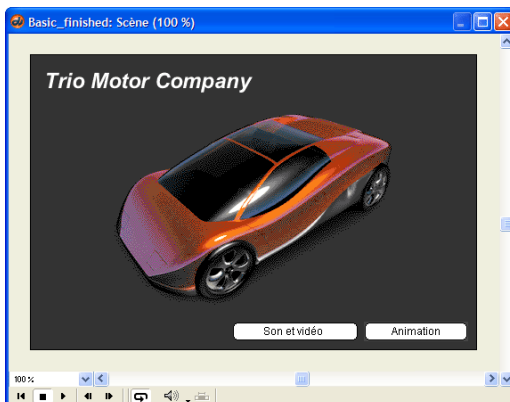 Basic_finished: Scène (100 %)
Trio Motor Company
Son et vidéo
Animation
100 %